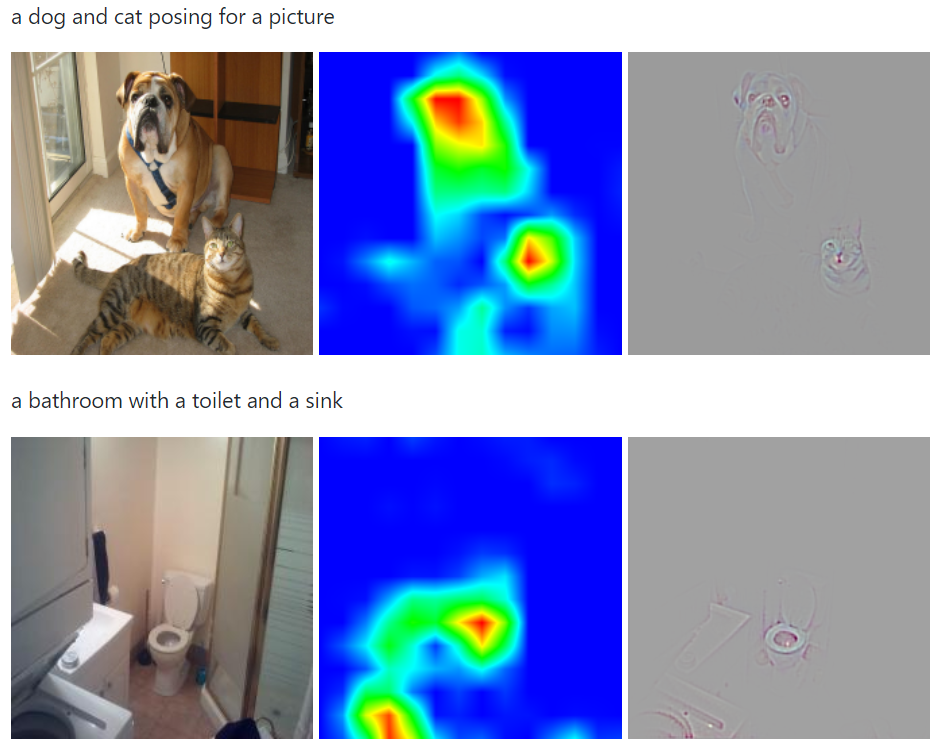 a dog and cat posing for a picture
a bathroom with a toilet and a sink